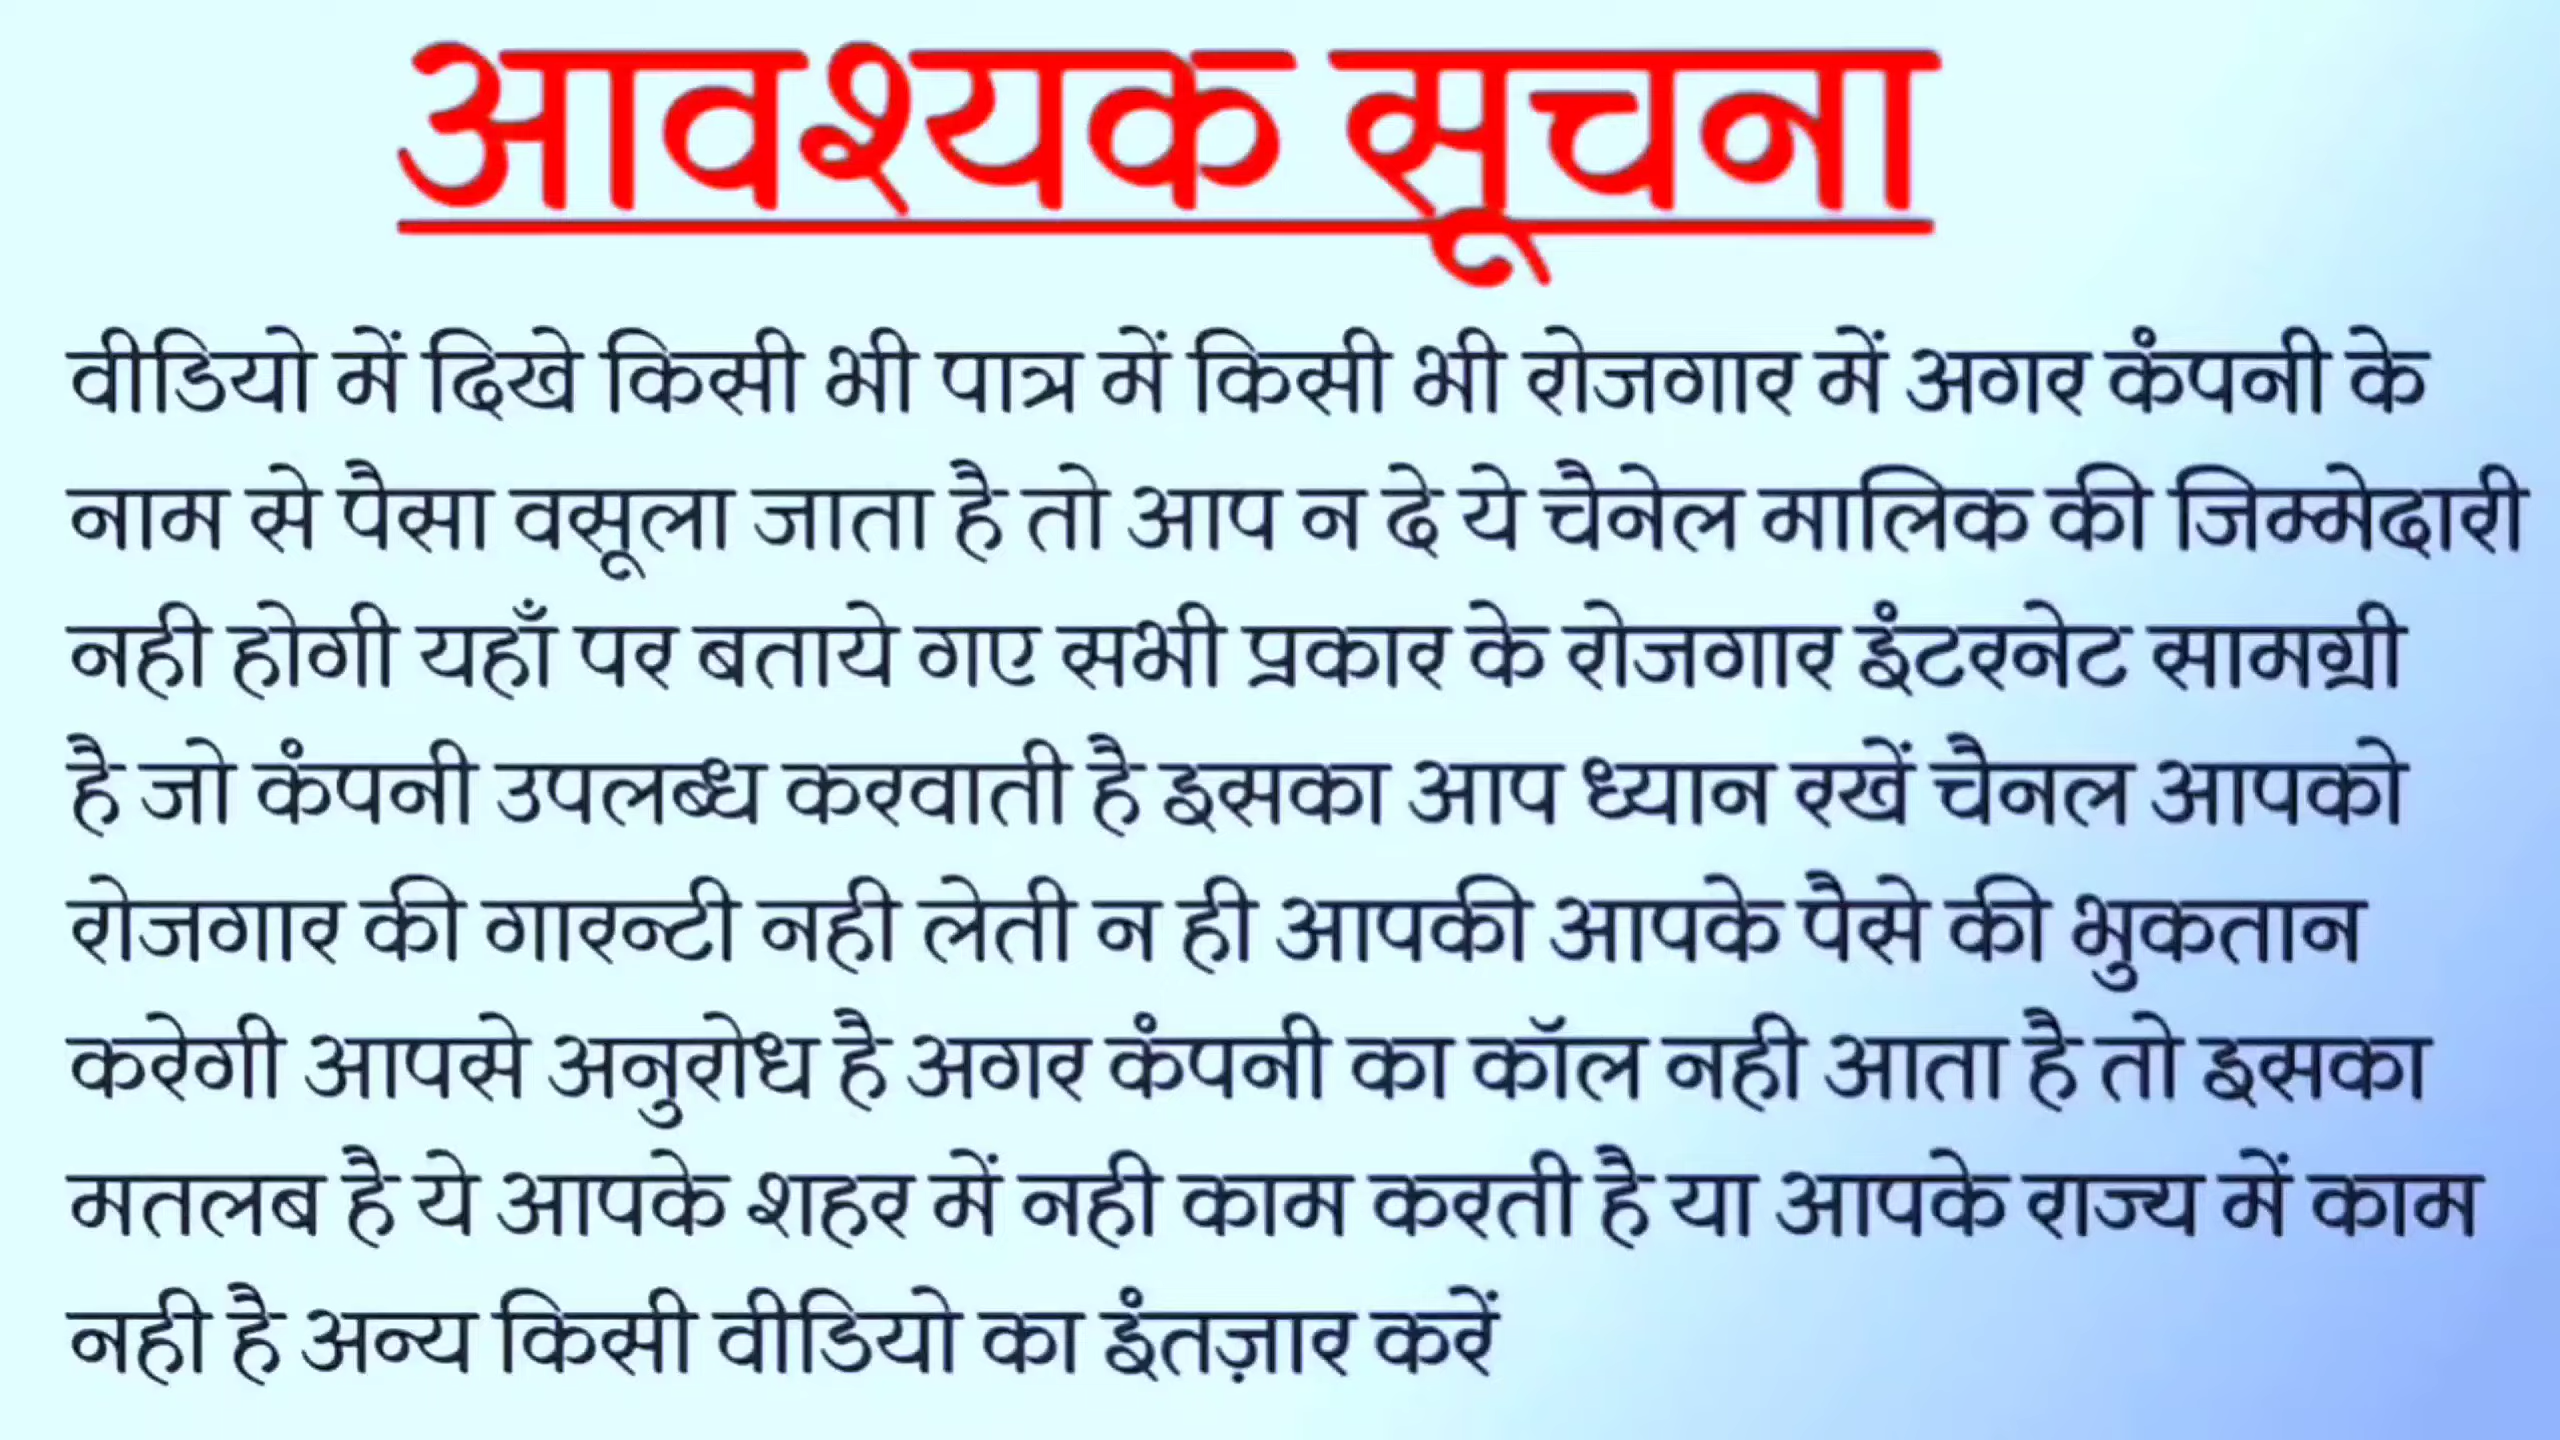 आवश्यक सूचना
वीडियो में दिखे किसी भी पात्र में किसी भी रोजगार में अगर कंपनी के
नाम से पैसा वसूला जाता है तो आप न दे ये चैनेल मालिक की जिम्मेदारी
नही होगी यहाँ पर बताये गए सभी प्रकार के रोजगार इंटरनेट सामग्री
है जो कंपनी उपलब्ध करवाती है इसका आप ध्यान रखें चैनल आपको
रोजगार की गारन्टी नही लेती न ही आपकी आपके पैसे की भुकतान
करेगी आपसे अनुरोध है अगर कंपनी का कॉल नही आता है तो इसका
मतलब है ये आपके शहर में नही काम करती है या आपके राज्य में काम
नही है अन्य किसी वीडियो का इंतज़ार करें